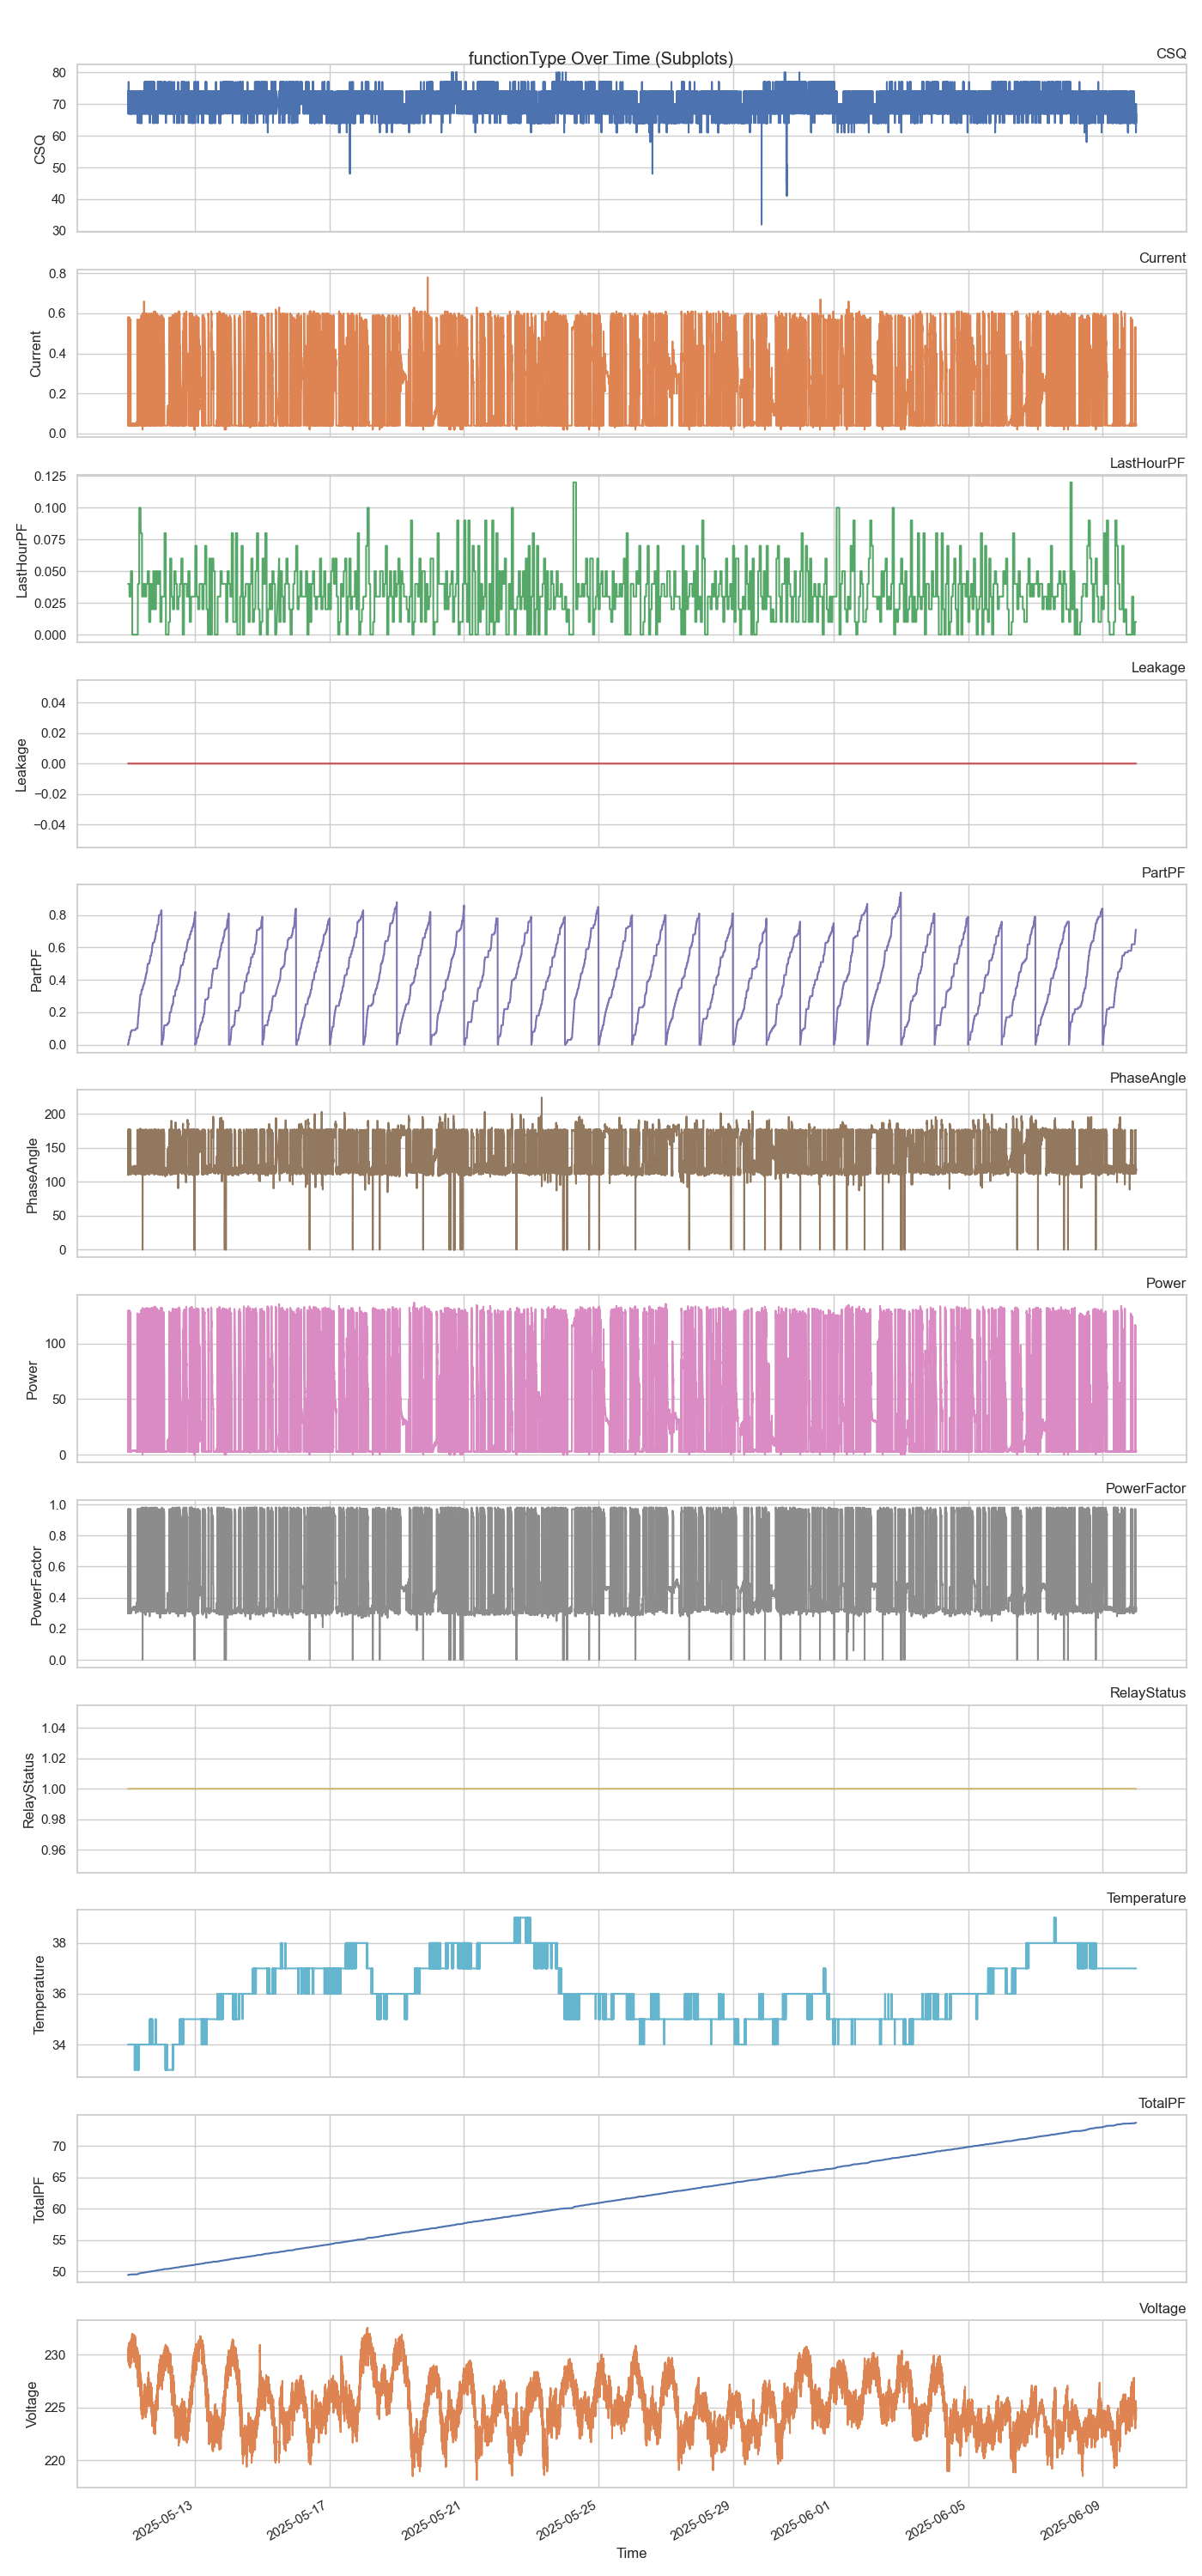 functionType Over Time (Subplots)
CSQ
80
70
60
50
40
30
CSQ
Current
0.8
0.6
0.4
0.2
0.0
Current
LastHourPF
0.125
0.100
0.075
0.050
0.025
0.000
LastHourPF
Leakage
0.04
0.02
0.00
−0.02
−0.04
Leakage
PartPF
0.8
0.6
0.4
0.2
0.0
PartPF
PhaseAngle
200
150
100
50
0
PhaseAngle
Power
100
50
0
Power
PowerFactor
1.0
0.8
0.6
0.4
0.2
0.0
PowerFactor
RelayStatus
1.04
1.02
1.00
0.98
0.96
RelayStatus
Temperature
38
36
34
Temperature
TotalPF
70
65
60
55
50
TotalPF
Voltage
230
225
220
Voltage
2025-05-13
2025-05-17
2025-05-21
2025-05-25
2025-05-29
2025-06-01
2025-06-05
2025-06-09
Time